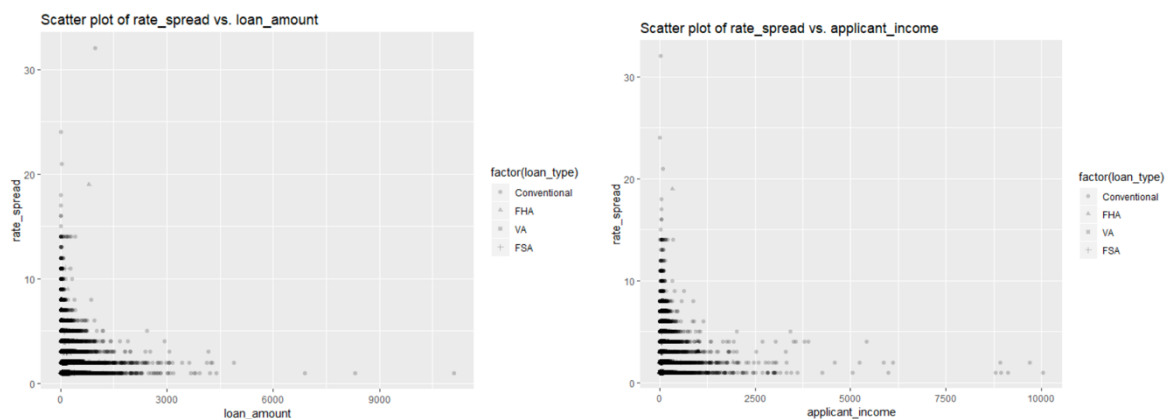 Scatter plot of rate_spread vs. loan_amount
30
20
10
0
rate_spread
0
3000
6000
9000
loan_amount
factor(loan_type)
Conventional
FHA
VA
FSA
Scatter plot of rate_spread vs. applicant_income
30
20
10
0
rate_spread
0
2500
5000
7500
10000
applicant_income
factor(loan_type)
Conventional
FHA
VA
FSA